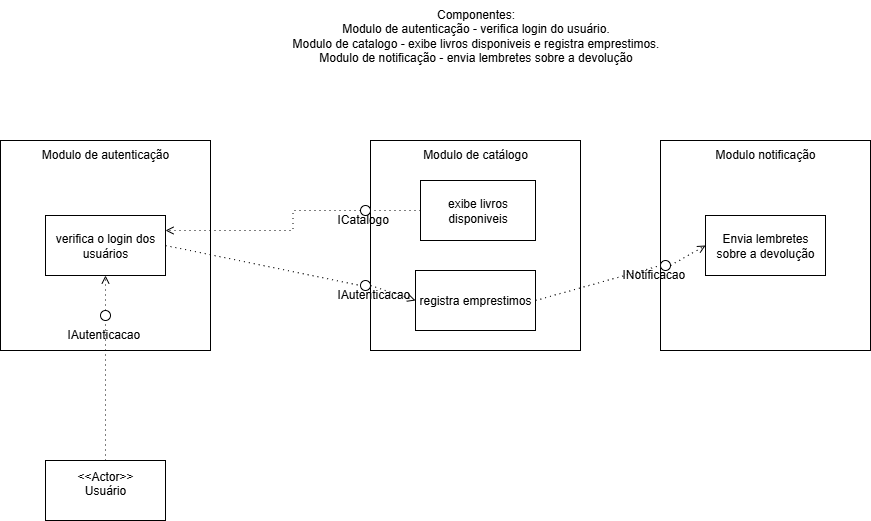 Componentes:
Modulo de autenticação - verifica login do usuário.
Modulo de catalogo - exibe livros disponiveis e registra emprestimos.
Modulo de notificação - envia lembretes sobre a devolução
Modulo de autenticação
verifica o login dos
usuários
IAutenticacao
<<Actor>>
Usuário
Modulo de catálogo
exibe livros
disponiveis
ICatalogo
IAutenticacao
registra emprestimos
Modulo notificação
Envia lembretes
sobre a devolução
INotificacao